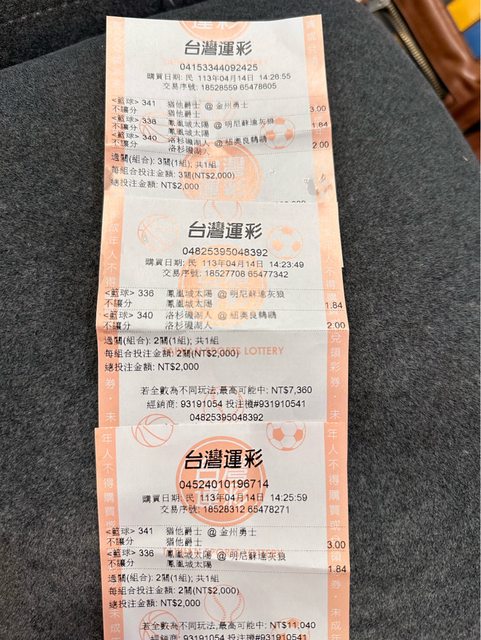 台灣運彩
04153344092425
購買日期: 民 113年04月14日 14:26:55
交易序號: 18528559 65478605
<籃球> 341 猶他爵士 @ 金州勇士
不讓分 猶他爵士 3.00
<籃球> 338 鳳凰城太陽 @ 明尼蘇達灰狼
不讓分 鳳凰城太陽 1.84
<籃球> 340 洛杉磯湖人 @ 紐奧良鵜鶘
不讓分 洛杉磯湖人 2.00
過關(組合): 3關(1組); 共1組
每組合投注金額: 3關(NT$2,000)
總投注金額: NT$2,000
台灣運彩
04825395048392
購買日期: 民 113年04月14日 14:23:49
交易序號: 18527708 65477342
<籃球> 336 鳳凰城太陽 @ 明尼蘇達灰狼
不讓分 鳳凰城太陽 1.84
<籃球> 340 洛杉磯湖人 @ 紐奧良鵜鶘
不讓分 洛杉磯湖人 2.00
過關(組合): 2關(1組); 共1組
每組合投注金額: 2關(NT$2,000)
LOTTERY
總投注金額: NT$2,000
若全數為不同玩法,最高可能中: NT$7,360
經銷商: 93191054 投注機#931910541
04825395048392
台灣運彩
04524010196714
購買日期: 民 113年04月14日 14:25:59
交易序號: 18528312 65478271
<籃球> 341 猶他爵士 @ 金州勇士
不讓分 猶他爵士 3.00
<籃球> 336 鳳凰城太陽 @ 明尼蘇達灰狼
不讓分 鳳凰城太陽 1.84
過關(組合): 2關(1組); 共1組
每組合投注金額: 2關(NT$2,000)
總投注金額: NT$2,000
若全數為不同玩法,最高可能中: NT$11,040
經銷商: 93191054 投注機#931910541